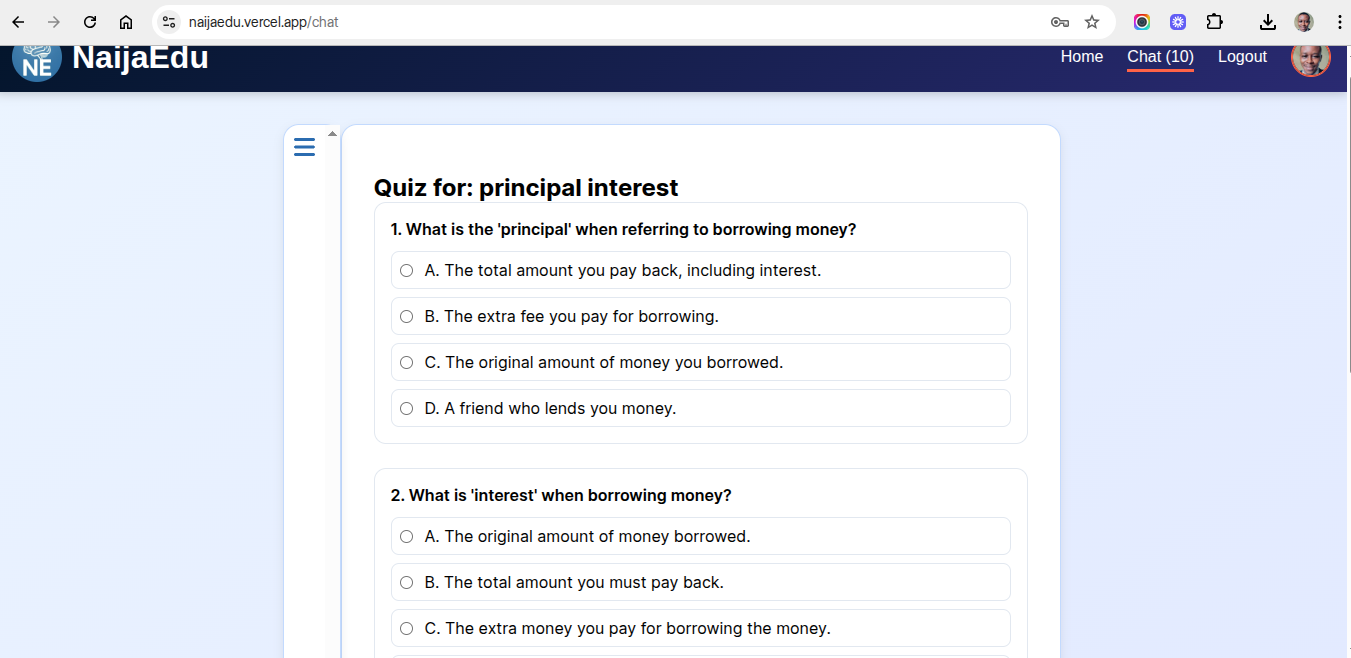 naijaedu.vercel.app/chat
NE
NaijaEdu
Home
Chat (10)
Logout
Quiz for: principal interest
1. What is the 'principal' when referring to borrowing money?
A. The total amount you pay back, including interest.
B. The extra fee you pay for borrowing.
C. The original amount of money you borrowed.
D. A friend who lends you money.
2. What is 'interest' when borrowing money?
A. The original amount of money borrowed.
B. The total amount you must pay back.
C. The extra money you pay for borrowing the money.